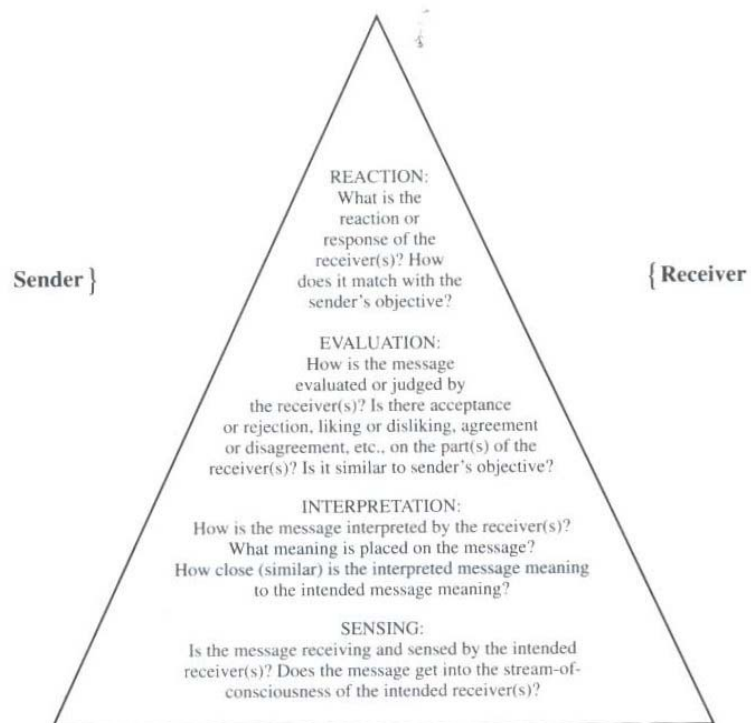 REACTION:
What is the
reaction or
response of the
receiver(s)? How
does it match with the
sender's objective?
Sender }
{ Receiver
EVALUATION:
How is the message
evaluated or judged by
the receiver(s)? Is there acceptance
or rejection, liking or disliking, agreement
or disagreement, etc., on the part(s) of the
receiver(s)? Is it similar to sender's objective?
INTERPRETATION:
How is the message interpreted by the receiver(s)?
What meaning is placed on the message?
How close (similar) is the interpreted message meaning
to the intended message meaning?
SENSING:
Is the message receiving and sensed by the intended
receiver(s)? Does the message get into the stream-of-
consciousness of the intended receiver(s)?